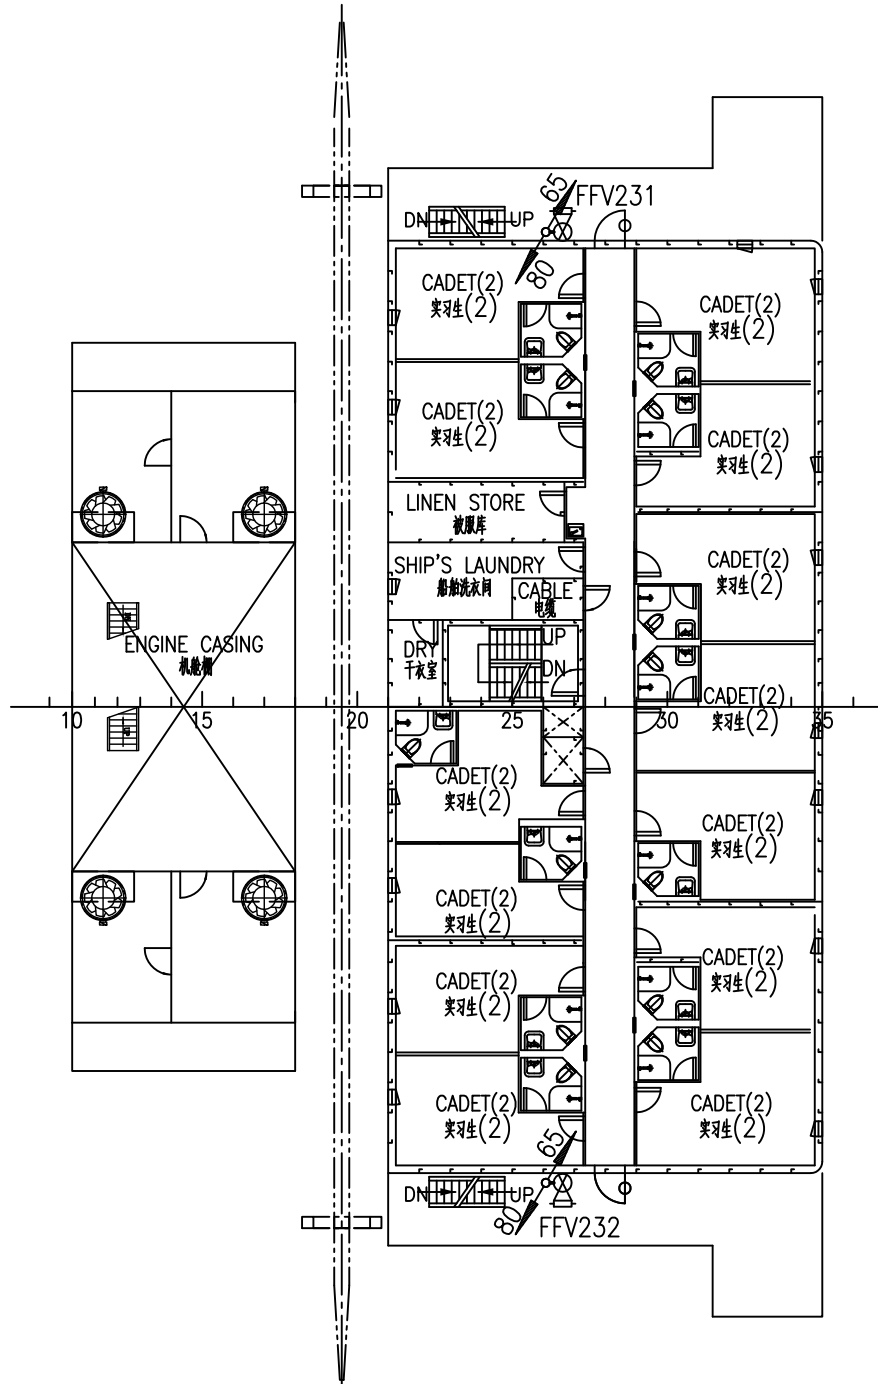 65
FFV231
DN
UP
80
CADET(2)
实习生(2)
CADET(2)
实习生(2)
CADET(2)
实习生(2)
CADET(2)
实习生(2)
LINEN STORE
被服库
SHIP'S LAUNDRY
船舶洗衣间
CABLE
电缆
CADET(2)
实习生(2)
ENGINE CASING
机舱棚
DRY
干衣室
UP
DN
CADET(2)
实习生(2)
10
15
20
25
30
35
CADET(2)
实习生(2)
CADET(2)
实习生(2)
CADET(2)
实习生(2)
CADET(2)
实习生(2)
CADET(2)
实习生(2)
CADET(2)
实习生(2)
CADET(2)
实习生(2)
65
DN
UP
80
FFV232